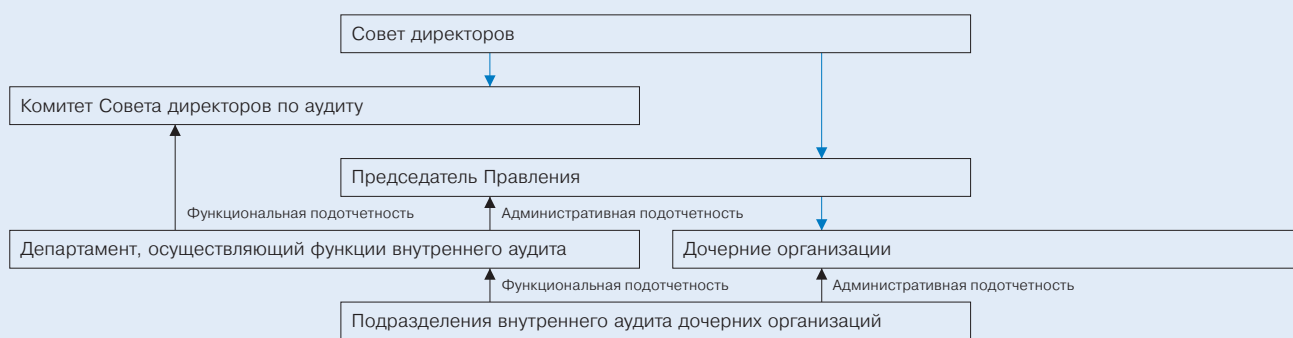 Совет директоров
Комитет Совета директоров по аудиту
Председатель Правления
Функциональная подотчетность
Административная подотчетность
Департамент, осуществляющий функции внутреннего аудита
Дочерние организации
Функциональная подотчетность
Административная подотчетность
Подразделения внутреннего аудита дочерних организаций